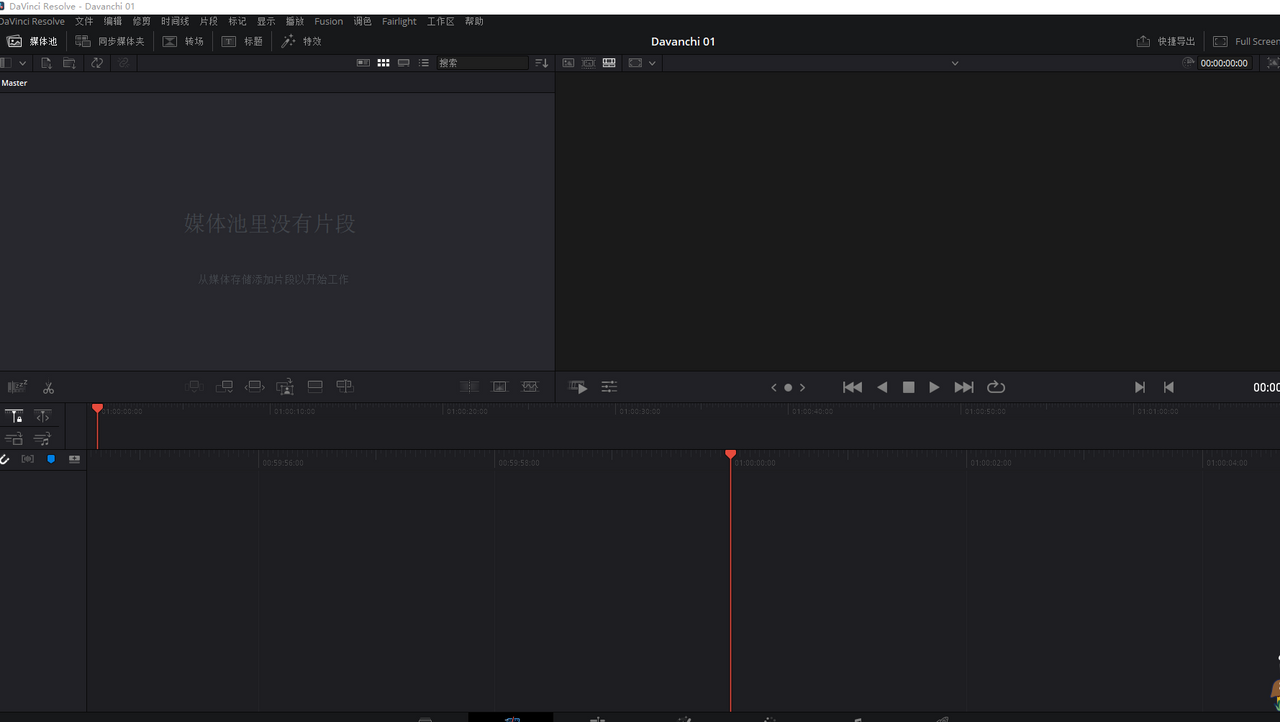 DaVinci Resolve - Davanchi 01
DaVinci Resolve 文件 编辑 修剪 时间线 片段 标记 显示 播放 Fusion 调色 Fairlight 工作区 帮助
媒体池 同步媒体夹 转场 标题 特效 Davanchi 01 快捷导出 Full Screen
搜索 00:00:00:00
Master
媒体池里没有片段
从媒体存储添加片段以开始工作
00:00
01:00:00:00 01:00:10:00 01:00:20:00 01:00:30:00 01:00:40:00 01:00:50:00 01:01:00:00
00:59:56:00 00:59:58:00 01:00:00:00 01:00:02:00 01:00:04:00